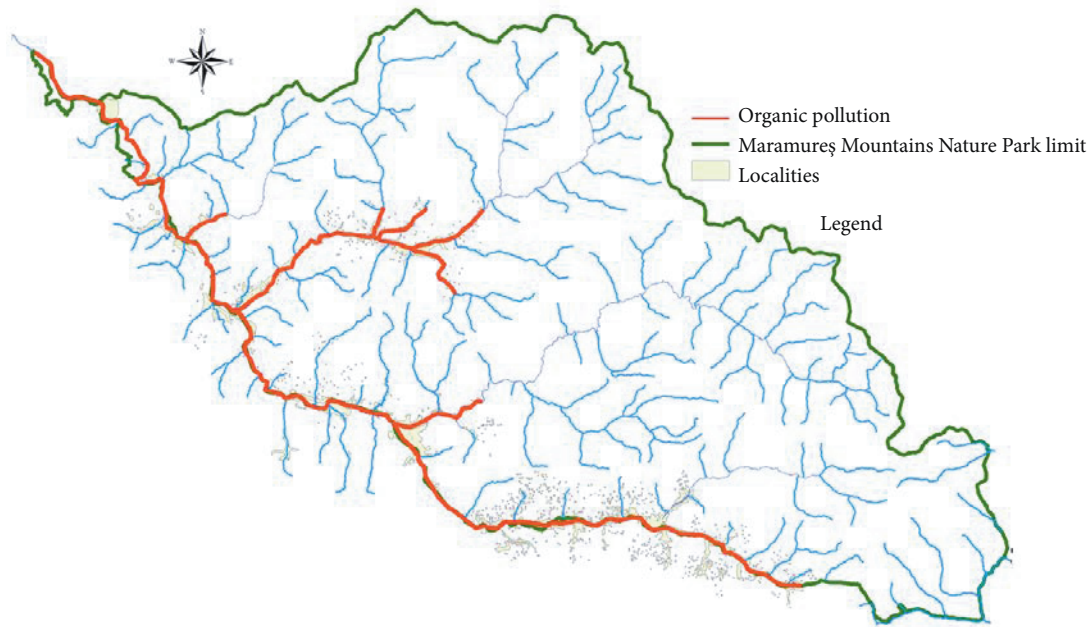 N
W
E
S
Organic pollution
Maramureş Mountains Nature Park limit
Localities
Legend